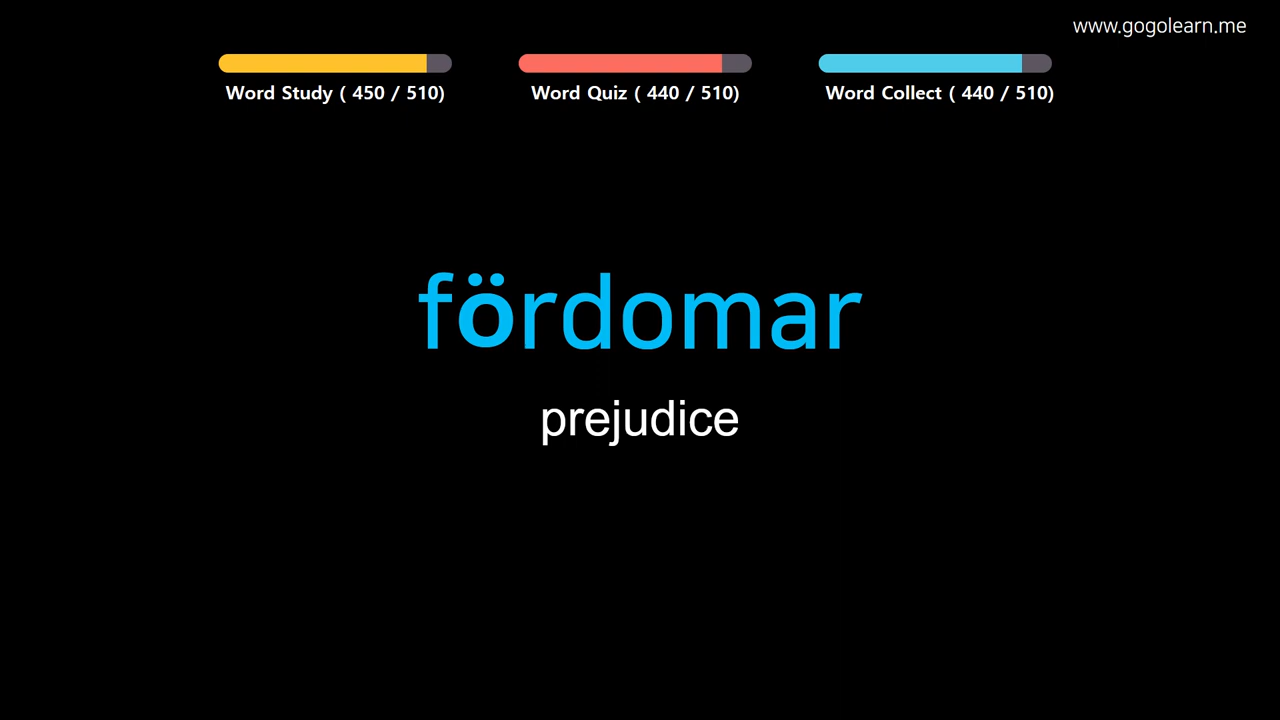 www.gogolearn.me
Word Study ( 450 / 510)
Word Quiz ( 440 / 510)
Word Collect ( 440 / 510)
fördomar
prejudice